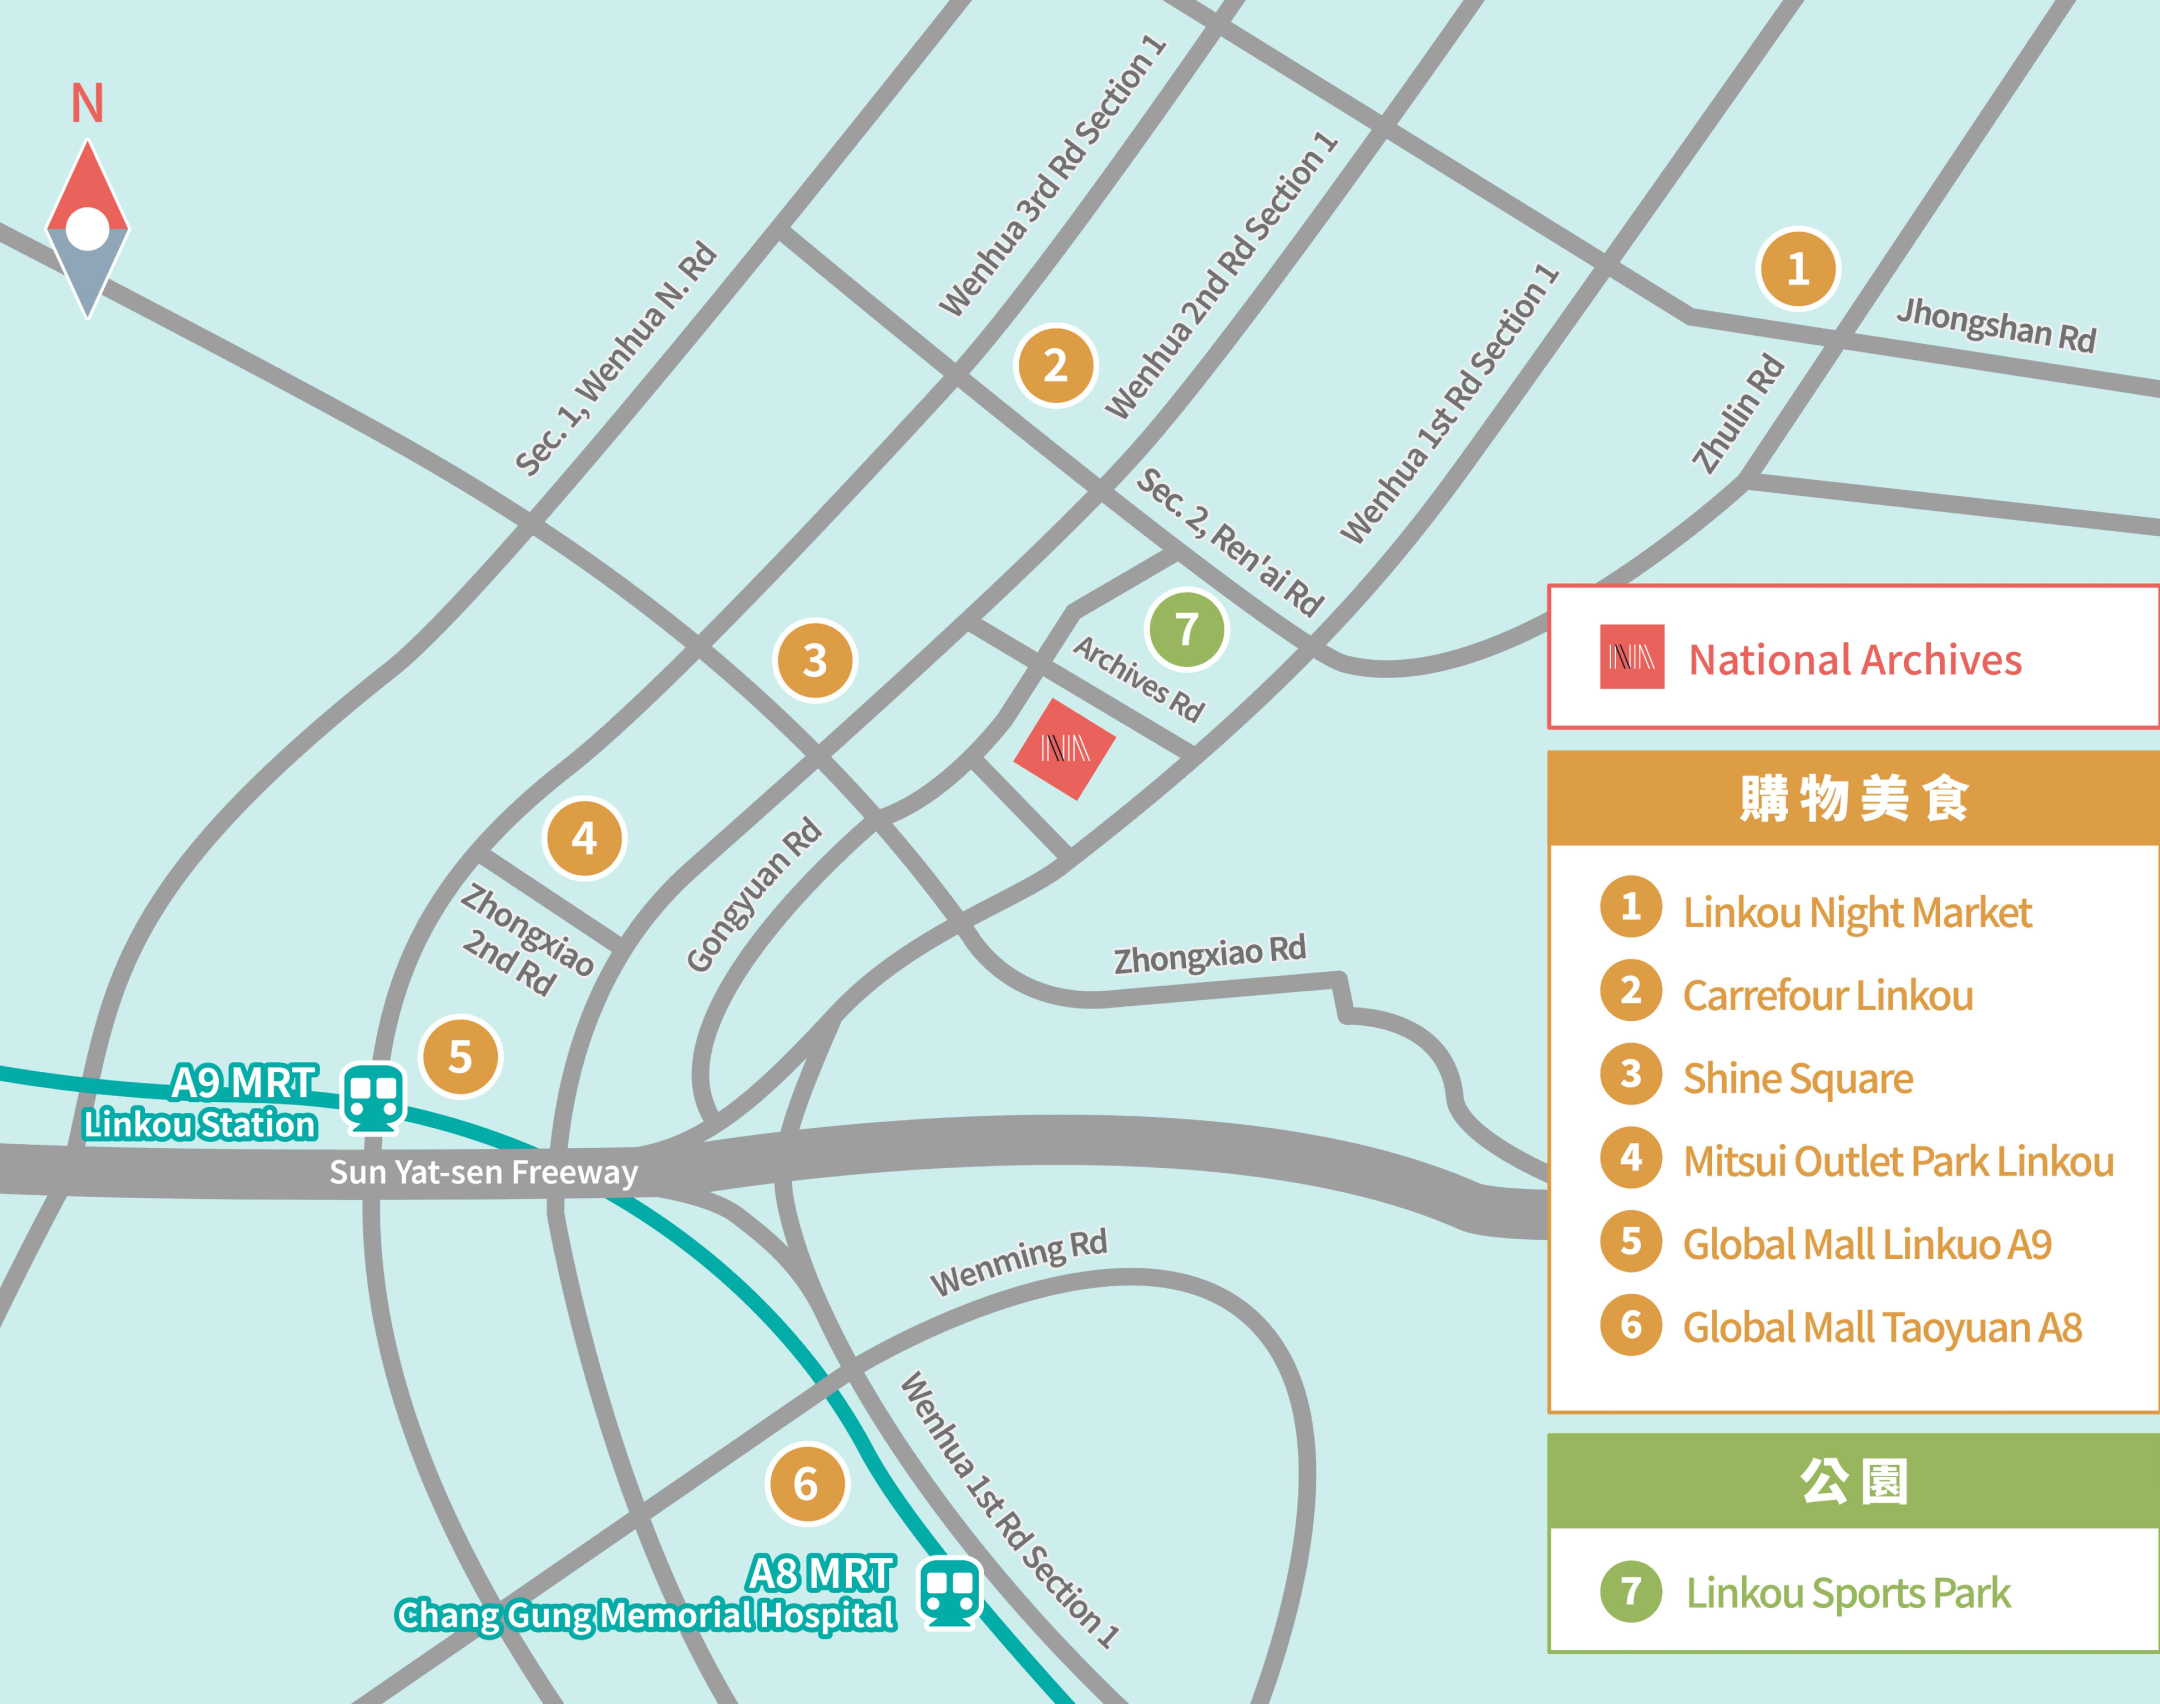 N
Wenhua 3rd Rd Section 1
Wenhua 2nd Rd Section 1
Sec. 1, Wenhua N. Rd
Wenhua 1st Rd Section 1
1
Jhongshan Rd
Zhulin Rd
2
Sec. 2, Ren'ai Rd
7
Archives Rd
3
4
Gongyuan Rd
Zhongxiao
2nd Rd
Zhongxiao Rd
5
A9 MRT
Linkou Station
Sun Yat-sen Freeway
Wenming Rd
Wenhua 1st Rd Section 1
6
A8 MRT
Chang Gung Memorial Hospital
National Archives
購物美食
1 Linkou Night Market
2 Carrefour Linkou
3 Shine Square
4 Mitsui Outlet Park Linkou
5 Global Mall Linkuo A9
6 Global Mall Taoyuan A8
公園
7 Linkou Sports Park